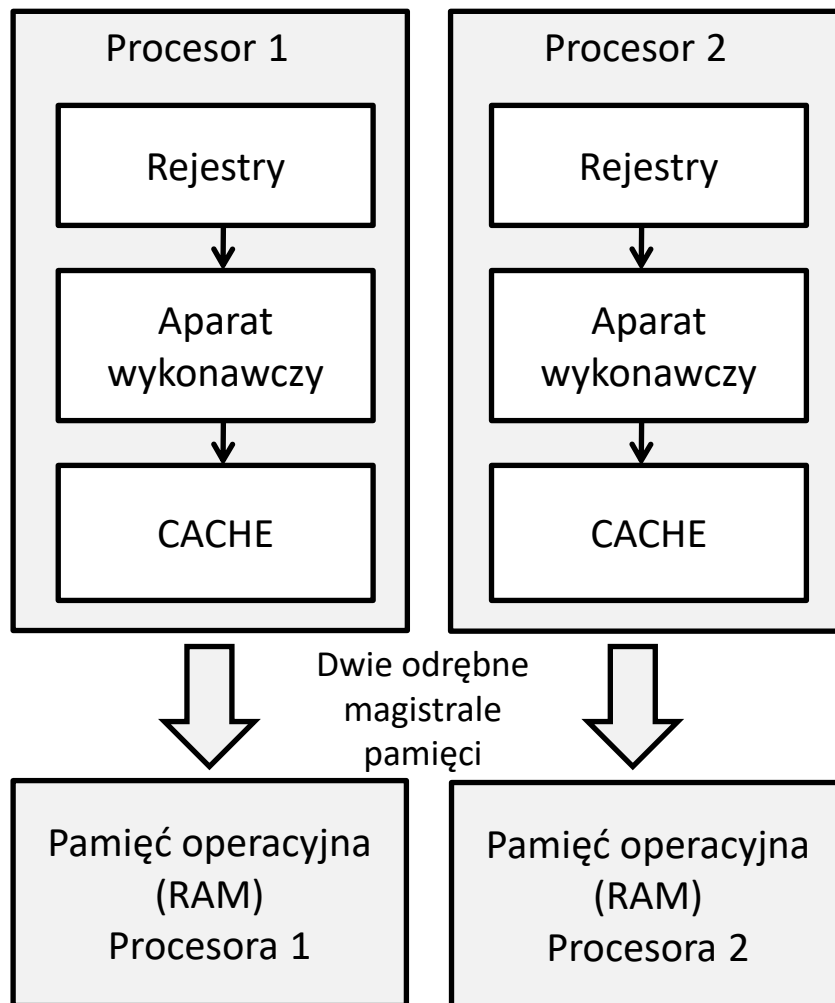 Procesor 1
Rejestry
Aparat
wykonawczy
CACHE
Procesor 2
Rejestry
Aparat
wykonawczy
CACHE
Dwie odrębne
magistrale
pamięci
Pamięć operacyjna
(RAM)
Procesora 1
Pamięć operacyjna
(RAM)
Procesora 2